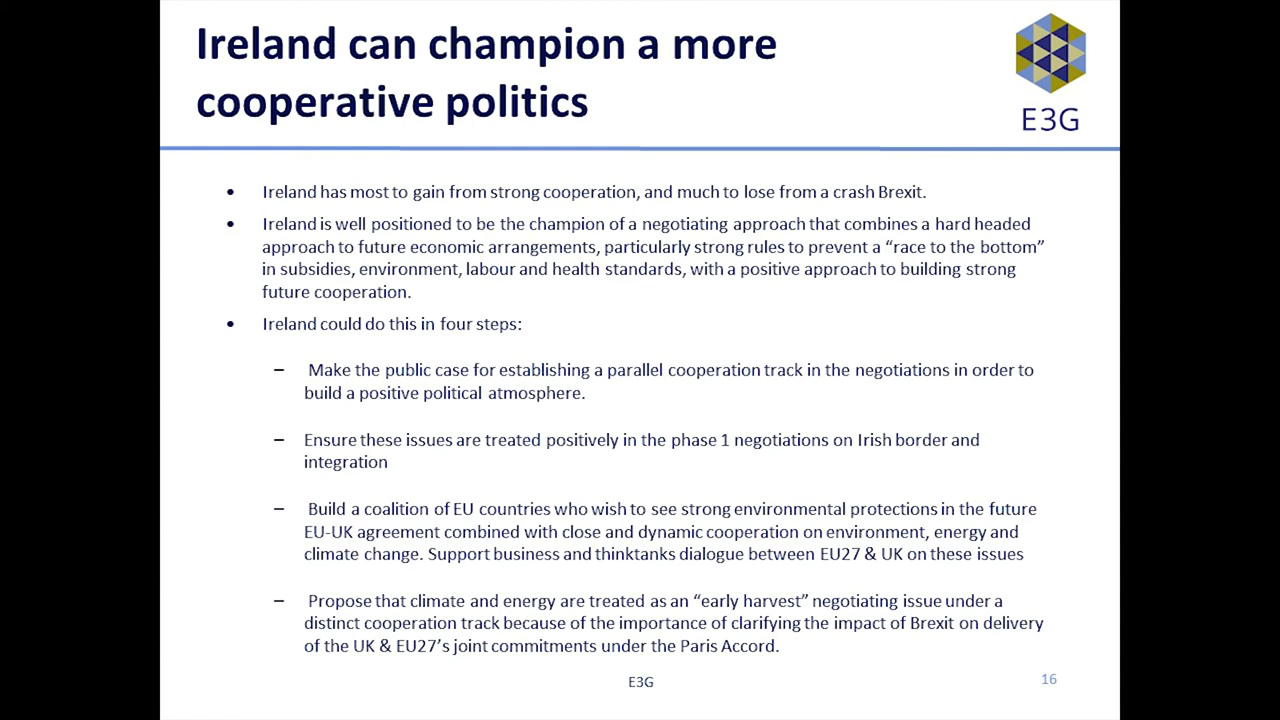 Ireland can champion a more
cooperative politics
E3G
• Ireland has most to gain from strong cooperation, and much to lose from a crash Brexit.
• Ireland is well positioned to be the champion of a negotiating approach that combines a hard headed
approach to future economic arrangements, particularly strong rules to prevent a “race to the bottom”
in subsidies, environment, labour and health standards, with a positive approach to building strong
future cooperation.
• Ireland could do this in four steps:
– Make the public case for establishing a parallel cooperation track in the negotiations in order to
build a positive political atmosphere.
– Ensure these issues are treated positively in the phase 1 negotiations on Irish border and
integration
– Build a coalition of EU countries who wish to see strong environmental protections in the future
EU-UK agreement combined with close and dynamic cooperation on environment, energy and
climate change. Support business and thinktanks dialogue between EU27 & UK on these issues
– Propose that climate and energy are treated as an “early harvest” negotiating issue under a
distinct cooperation track because of the importance of clarifying the impact of Brexit on delivery
of the UK & EU27’s joint commitments under the Paris Accord.
E3G
16